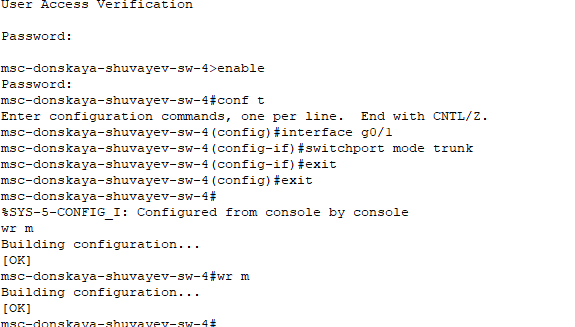 User Access Verification
Password:
msc-donskaya-shuvayev-sw-4>enable
Password:
msc-donskaya-shuvayev-sw-4#conf t
Enter configuration commands, one per line.  End with CNTL/Z.
msc-donskaya-shuvayev-sw-4(config)#interface g0/1
msc-donskaya-shuvayev-sw-4(config-if)#switchport mode trunk
msc-donskaya-shuvayev-sw-4(config-if)#exit
msc-donskaya-shuvayev-sw-4(config)#exit
msc-donskaya-shuvayev-sw-4#
%SYS-5-CONFIG_I: Configured from console by console
wr m
Building configuration...
[OK]
msc-donskaya-shuvayev-sw-4#wr m
Building configuration...
[OK]
msc-donskaya-shuvayev-sw-4#